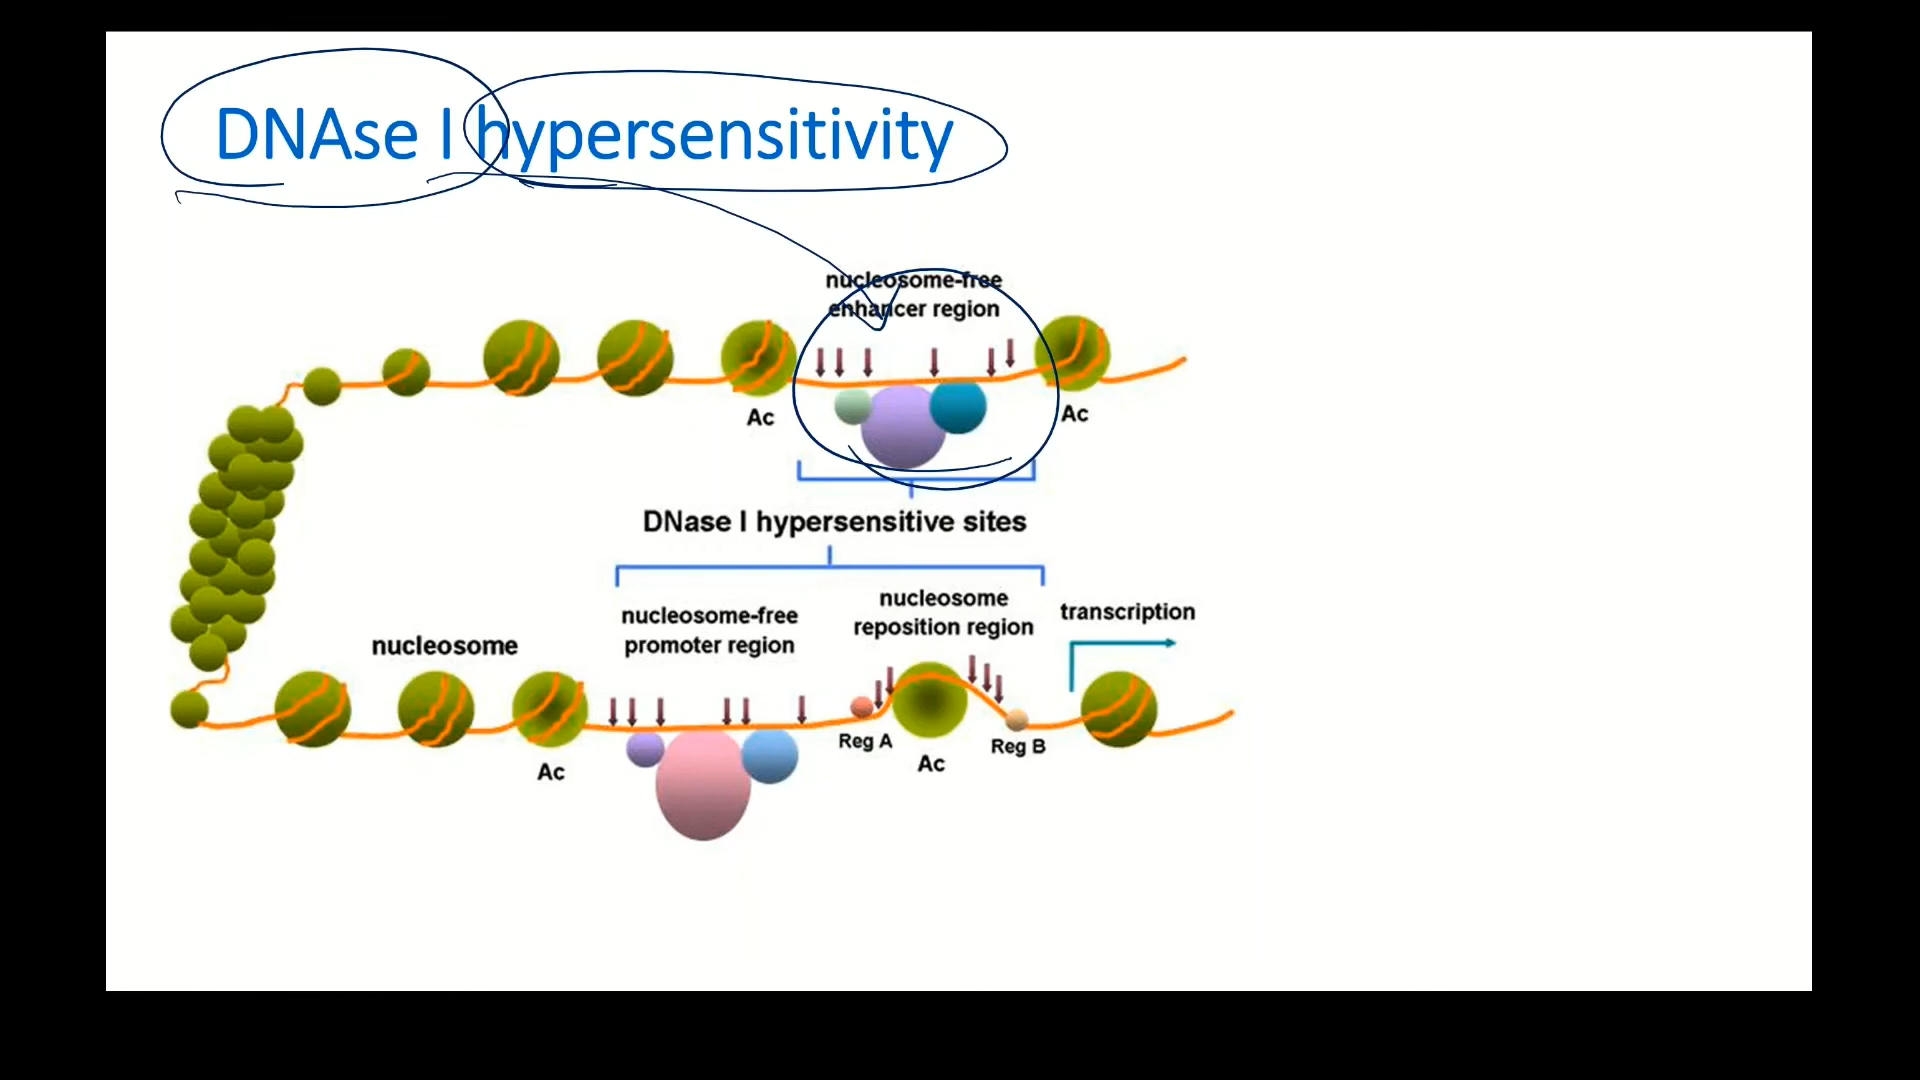 DNAse I hypersensitivity
nucleosome-free
enhancer region
Ac
Ac
DNase I hypersensitive sites
nucleosome-free
promoter region
nucleosome
reposition region
transcription
nucleosome
Reg A
Reg B
Ac
Ac